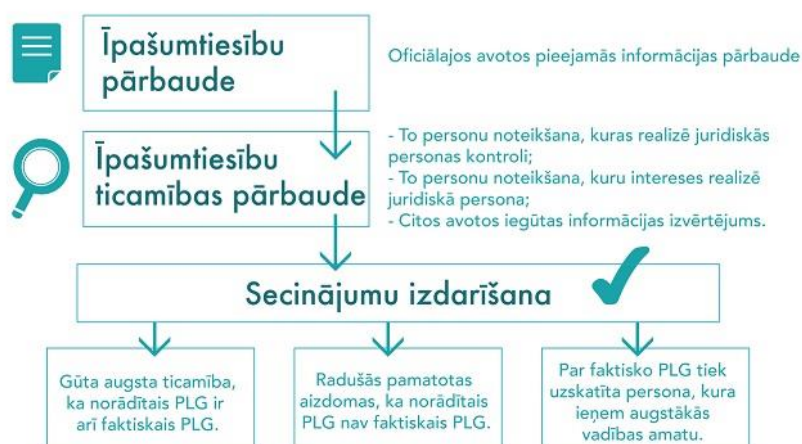 Īpašumtiesību
pārbaude
Oficiālajos avotos pieejamās informācijas pārbaude
Īpašumtiesību
ticamības pārbaude
- To personu noteikšana, kuras realizē juridiskās
personas kontroli;
- To personu noteikšana, kuru intereses realizē
juridiskā persona;
- Citos avotos iegūtas informācijas izvērtējums.
Secinājumu izdarīšana
Gūta augsta ticamība,
ka norādītais PLG ir
arī faktiskais PLG.
Radušās pamatotas
aizdomas, ka norādītais
PLG nav faktiskais PLG.
Par faktisko PLG tiek
uzskatīta persona, kura
ieņem augstākās
vadības amatu.